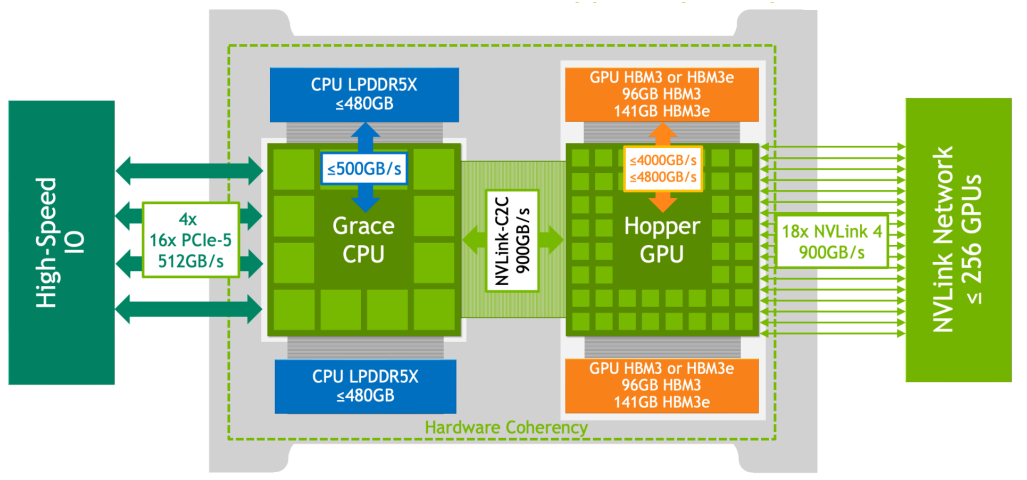 High-Speed
IO
4x
16x PCIe-5
512GB/s
CPU LPDDR5X
≤480GB
≤500GB/s
Grace
CPU
CPU LPDDR5X
≤480GB
NVLink-C2C
900GB/s
GPU HBM3 or HBM3e
96GB HBM3
141GB HBM3e
≤4000GB/s
≤4800GB/s
Hopper
GPU
GPU HBM3 or HBM3e
96GB HBM3
141GB HBM3e
18x NVLink 4
900GB/s
NVLink Network
≤ 256 GPUs
Hardware Coherency